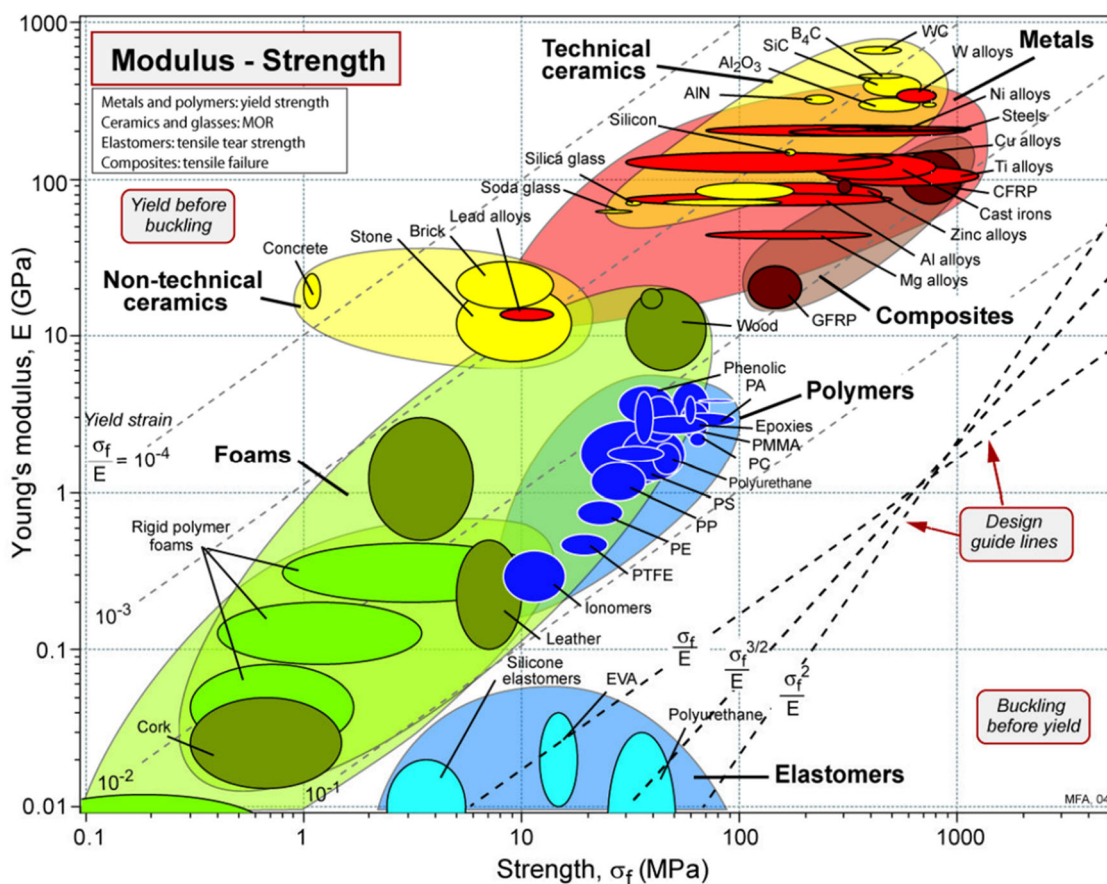 Modulus - Strength
Metals and polymers: yield strength
Ceramics and glasses: MOR
Elastomers: tensile tear strength
Composites: tensile failure
1000
100
10
1
0.1
0.01
Young's modulus, E (GPa)
Technical
ceramics
B₄C
SiC
WC
Metals
Al₂O₃
W alloys
AlN
Ni alloys
Silicon
Steels
Cu alloys
Silica glass
Ti alloys
Soda glass
CFRP
Cast irons
Zinc alloys
Al alloys
Mg alloys
Yield before
buckling
Lead alloys
Brick
Stone
Concrete
Non-technical
ceramics
Composites
GFRP
Wood
Phenolic
PA
Polymers
Epoxies
PMMA
PC
Polyurethane
PS
PP
PE
PTFE
Ionomers
Yield strain
σf
E = 10⁻⁴
Foams
Rigid polymer
foams
Design
guide lines
10⁻³
Leather
Silicone
elastomers
EVA
Polyurethane
σf
E
σf³ᐟ²
E
σf²
E
Buckling
before yield
Cork
10⁻²
10⁻¹
Elastomers
MFA, 04
0.1
1
10
100
1000
Strength, σf (MPa)